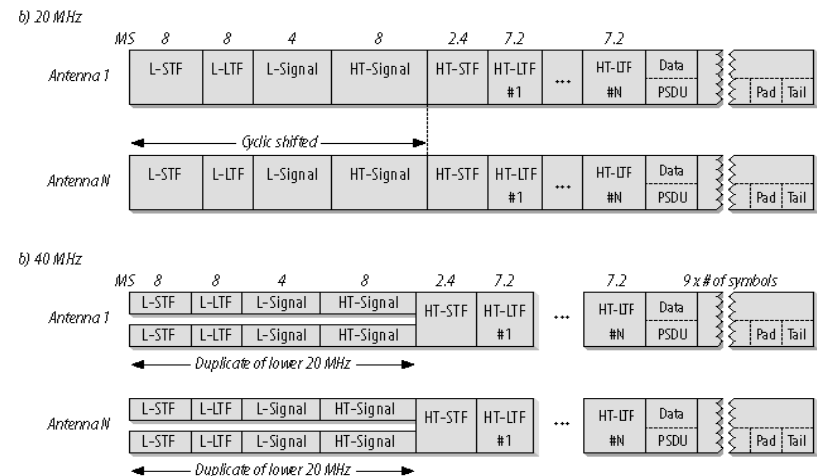 b) 20 MHz
MS 8 8 4 8 2.4 7.2 7.2
Antenna 1
L-STF L-LTF L-Signal HT-Signal HT-STF HT-LTF #1 ... HT-LTF #N Data PSDU Pad Tail
Cyclic shifted
Antenna N
L-STF L-LTF L-Signal HT-Signal HT-STF HT-LTF #1 ... HT-LTF #N Data PSDU Pad Tail
b) 40 MHz
MS 8 8 4 8 2.4 7.2 7.2 9 x # of symbols
Antenna 1
L-STF L-LTF L-Signal HT-Signal
HT-STF HT-LTF #1 ... HT-LTF #N Data PSDU Pad Tail
L-STF L-LTF L-Signal HT-Signal
Duplicate of lower 20 MHz
Antenna N
L-STF L-LTF L-Signal HT-Signal
HT-STF HT-LTF #1 ... HT-LTF #N Data PSDU Pad Tail
L-STF L-LTF L-Signal HT-Signal
Duplicate of lower 20 MHz